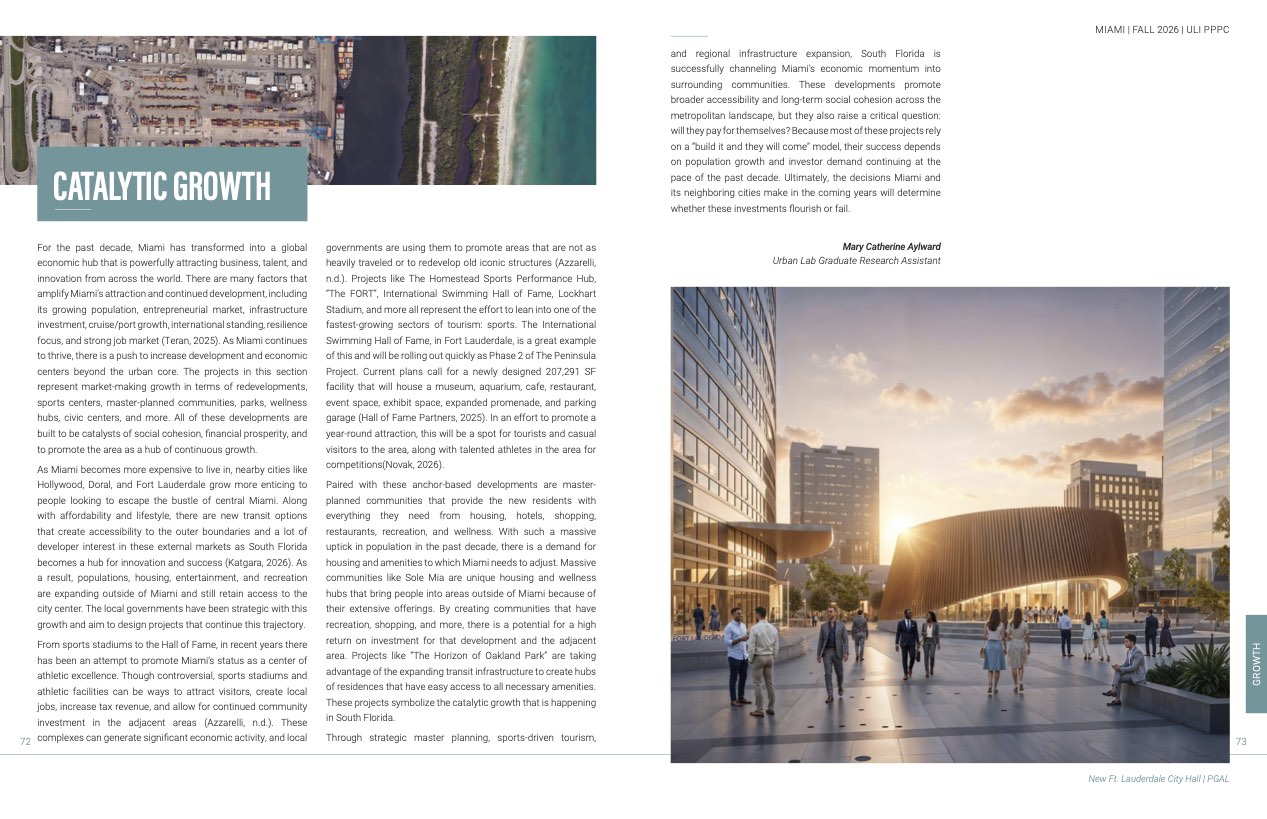 MIAMI | FALL 2026 | ULI PPPC
CATALYTIC GROWTH
For the past decade, Miami has transformed into a global
economic hub that is powerfully attracting business, talent, and
innovation from across the world. There are many factors that
amplify Miami's attraction and continued development, including
its growing population, entrepreneurial market, infrastructure
investment, cruise/port growth, international standing, resilience
focus, and strong job market (Teran, 2025). As Miami continues
to thrive, there is a push to increase development and economic
centers beyond the urban core. The projects in this section
represent market-making growth in terms of redevelopments,
sports centers, master-planned communities, parks, wellness
hubs, civic centers, and more. All of these developments are
built to be catalysts of social cohesion, financial prosperity, and
to promote the area as a hub of continuous growth.
As Miami becomes more expensive to live in, nearby cities like
Hollywood, Doral, and Fort Lauderdale grow more enticing to
people looking to escape the bustle of central Miami. Along
with affordability and lifestyle, there are new transit options
that create accessibility to the outer boundaries and a lot of
developer interest in these external markets as South Florida
becomes a hub for innovation and success (Katgara, 2026). As
a result, populations, housing, entertainment, and recreation
are expanding outside of Miami and still retain access to the
city center. The local governments have been strategic with this
growth and aim to design projects that continue this trajectory.
From sports stadiums to the Hall of Fame, in recent years there
has been an attempt to promote Miami's status as a center of
athletic excellence. Though controversial, sports stadiums and
athletic facilities can be ways to attract visitors, create local
jobs, increase tax revenue, and allow for continued community
investment in the adjacent areas (Azzarelli, n.d.). These
complexes can generate significant economic activity, and local
governments are using them to promote areas that are not as
heavily traveled or to redevelop old iconic structures (Azzarelli,
n.d.). Projects like The Homestead Sports Performance Hub,
"The FORT", International Swimming Hall of Fame, Lockhart
Stadium, and more all represent the effort to lean into one of the
fastest-growing sectors of tourism: sports. The International
Swimming Hall of Fame, in Fort Lauderdale, is a great example
of this and will be rolling out quickly as Phase 2 of The Peninsula
Project. Current plans call for a newly designed 207,291 SF
facility that will house a museum, aquarium, cafe, restaurant,
event space, exhibit space, expanded promenade, and parking
garage (Hall of Fame Partners, 2025). In an effort to promote a
year-round attraction, this will be a spot for tourists and casual
visitors to the area, along with talented athletes in the area for
competitions(Novak, 2026).
Paired with these anchor-based developments are master-
planned communities that provide the new residents with
everything they need from housing, hotels, shopping,
restaurants, recreation, and wellness. With such a massive
uptick in population in the past decade, there is a demand for
housing and amenities to which Miami needs to adjust. Massive
communities like Sole Mia are unique housing and wellness
hubs that bring people into areas outside of Miami because of
their extensive offerings. By creating communities that have
recreation, shopping, and more, there is a potential for a high
return on investment for that development and the adjacent
area. Projects like "The Horizon of Oakland Park" are taking
advantage of the expanding transit infrastructure to create hubs
of residences that have easy access to all necessary amenities.
These projects symbolize the catalytic growth that is happening
in South Florida.
Through strategic master planning, sports-driven tourism,
72
and regional infrastructure expansion, South Florida is
successfully channeling Miami's economic momentum into
surrounding communities. These developments promote
broader accessibility and long-term social cohesion across the
metropolitan landscape, but they also raise a critical question:
will they pay for themselves? Because most of these projects rely
on a "build it and they will come" model, their success depends
on population growth and investor demand continuing at the
pace of the past decade. Ultimately, the decisions Miami and
its neighboring cities make in the coming years will determine
whether these investments flourish or fail.
Mary Catherine Aylward
Urban Lab Graduate Research Assistant
GROWTH
73
New Ft. Lauderdale City Hall | PGAL